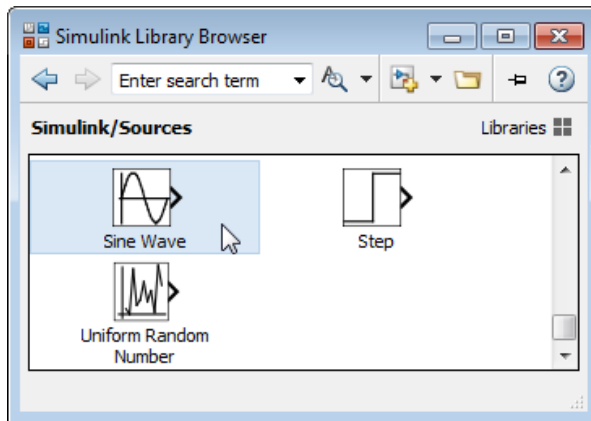 Simulink Library Browser
Enter search term
Simulink/Sources
Libraries
Sine Wave
Step
Uniform Random
Number